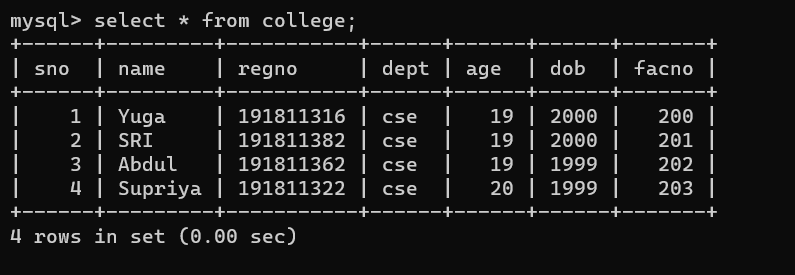 mysql> select * from college;
+------+---------+-----------+------+------+------+-------+
| sno  | name    | regno     | dept | age  | dob  | facno |
+------+---------+-----------+------+------+------+-------+
|    1 | Yuga    | 191811316 | cse  |   19 | 2000 |   200 |
|    2 | SRI     | 191811382 | cse  |   19 | 2000 |   201 |
|    3 | Abdul   | 191811362 | cse  |   19 | 1999 |   202 |
|    4 | Supriya | 191811322 | cse  |   20 | 1999 |   203 |
+------+---------+-----------+------+------+------+-------+
4 rows in set (0.00 sec)